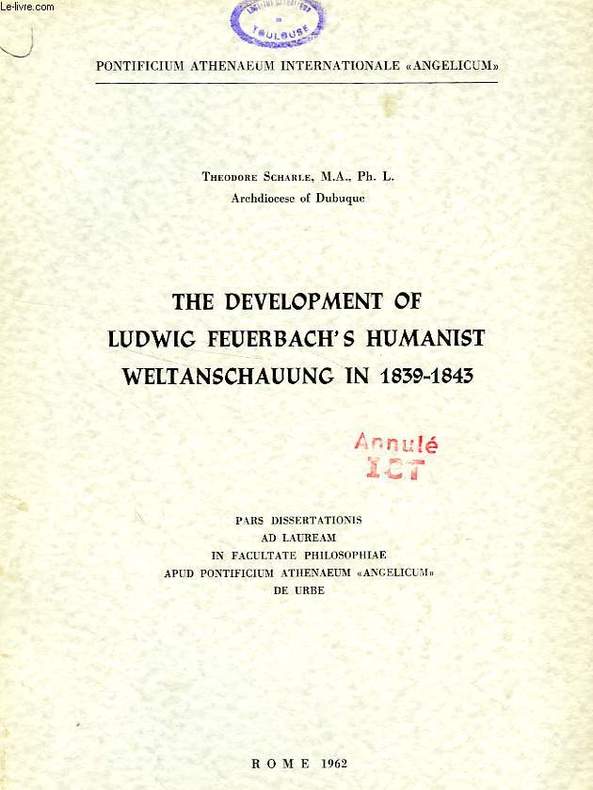 Le-livre.com
TOULOUSE
PONTIFICIUM ATHENAEUM INTERNATIONALE «ANGELICUM»
THEODORE SCHARLE, M.A., Ph. L.
Archdiocese of Dubuque
THE DEVELOPMENT OF
LUDWIG FEUERBACH'S HUMANIST
WELTANSCHAUUNG IN 1839-1843
Annulé
ICT
PARS DISSERTATIONIS
AD LAUREAM
IN FACULTATE PHILOSOPHIAE
APUD PONTIFICIUM ATHENAEUM «ANGELICUM»
DE URBE
ROME 1962